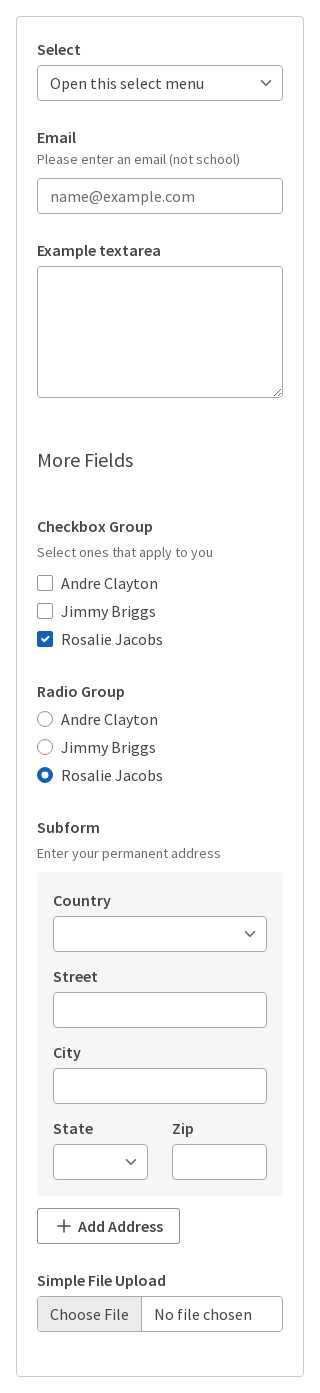 Select
Open this select menu
Email
Please enter an email (not school)
name@example.com
Example textarea
More Fields
Checkbox Group
Select ones that apply to you
Andre Clayton
Jimmy Briggs
Rosalie Jacobs
Radio Group
Andre Clayton
Jimmy Briggs
Rosalie Jacobs
Subform
Enter your permanent address
Country
Street
City
State Zip
Add Address
Simple File Upload
Choose File No file chosen